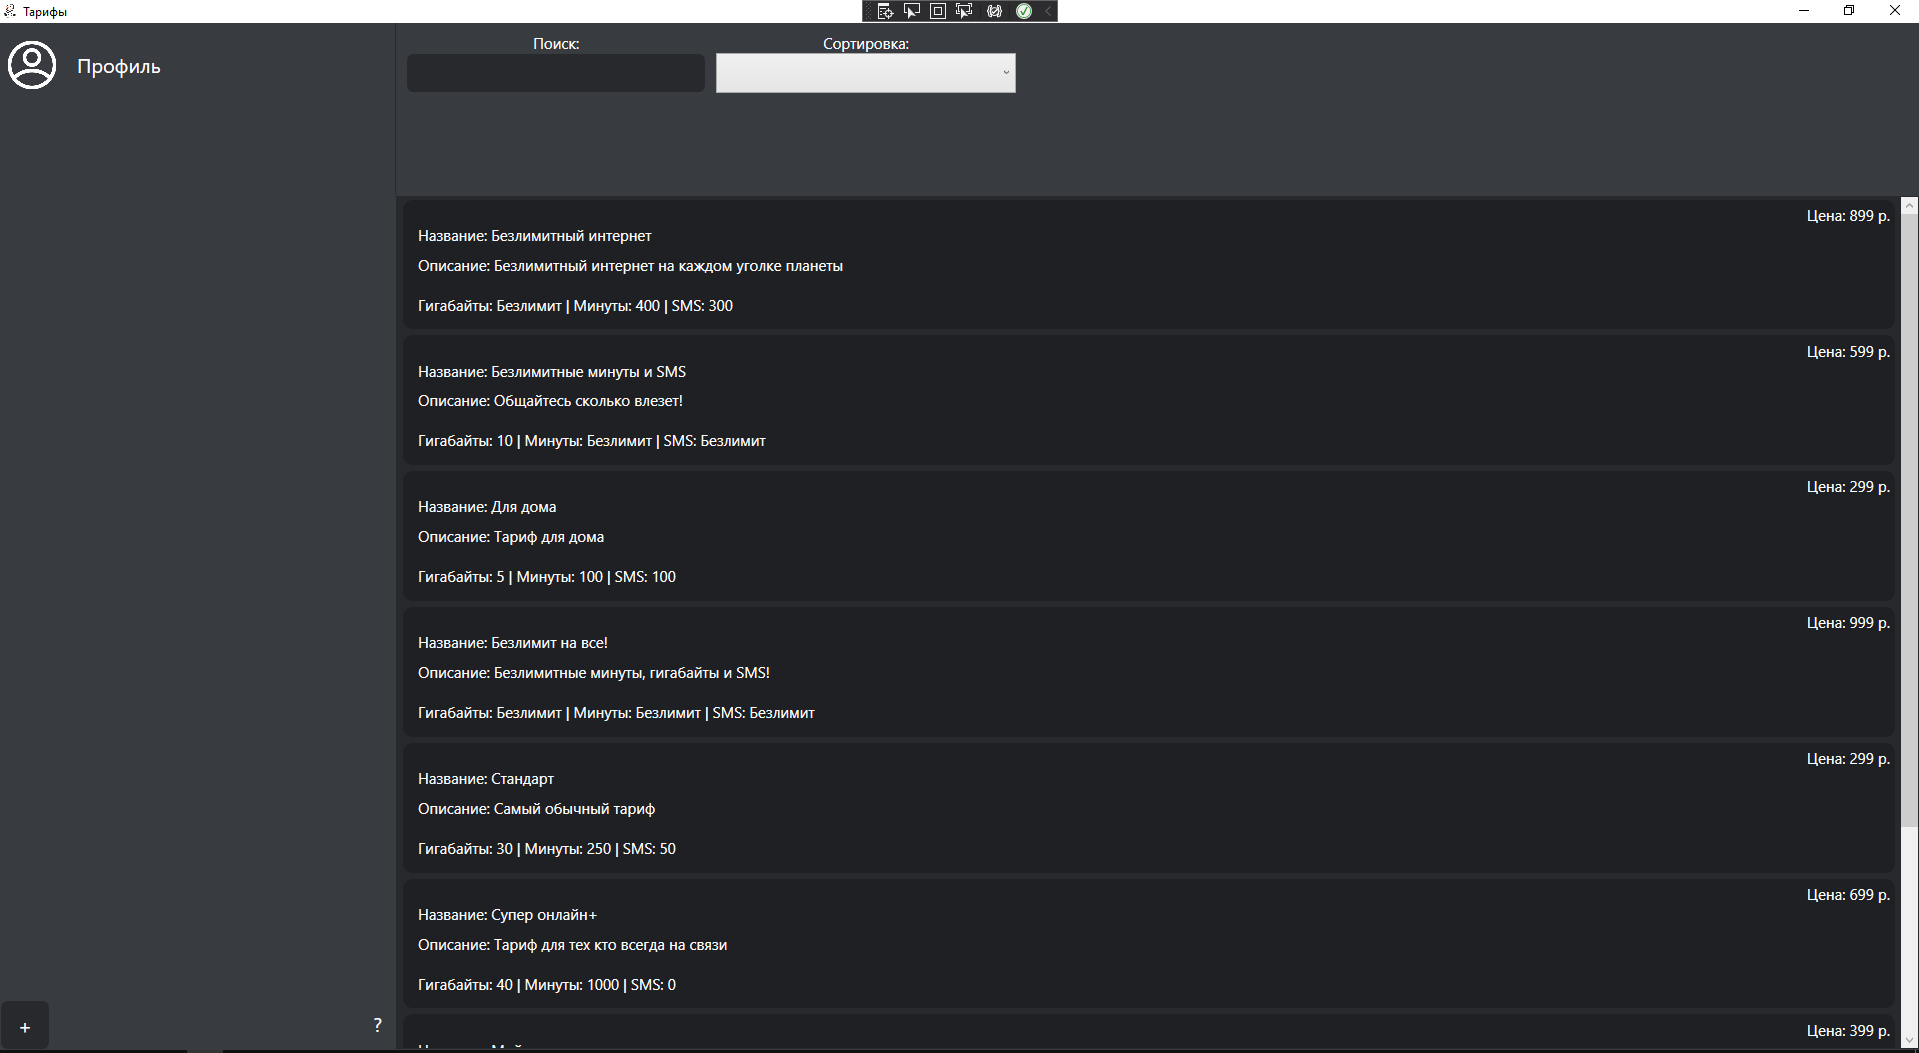 Тарифы
Профиль
Поиск:
Сортировка:
Цена: 899 р.
Название: Безлимитный интернет
Описание: Безлимитный интернет на каждом уголке планеты
Гигабайты: Безлимит | Минуты: 400 | SMS: 300
Цена: 599 р.
Название: Безлимитные минуты и SMS
Описание: Общайтесь сколько влезет!
Гигабайты: 10 | Минуты: Безлимит | SMS: Безлимит
Цена: 299 р.
Название: Для дома
Описание: Тариф для дома
Гигабайты: 5 | Минуты: 100 | SMS: 100
Цена: 999 р.
Название: Безлимит на все!
Описание: Безлимитные минуты, гигабайты и SMS!
Гигабайты: Безлимит | Минуты: Безлимит | SMS: Безлимит
Цена: 299 р.
Название: Стандарт
Описание: Самый обычный тариф
Гигабайты: 30 | Минуты: 250 | SMS: 50
Цена: 699 р.
Название: Супер онлайн+
Описание: Тариф для тех кто всегда на связи
Гигабайты: 40 | Минуты: 1000 | SMS: 0
Цена: 399 р.
+
?